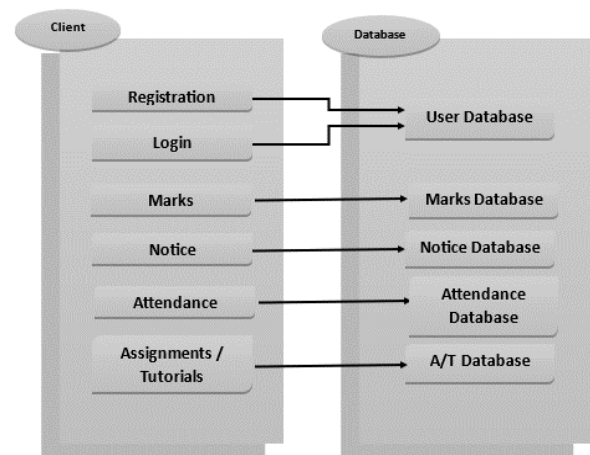 Client
Database
Registration
Login
Marks
Notice
Attendance
Assignments /
Tutorials
User Database
Marks Database
Notice Database
Attendance
Database
A/T Database